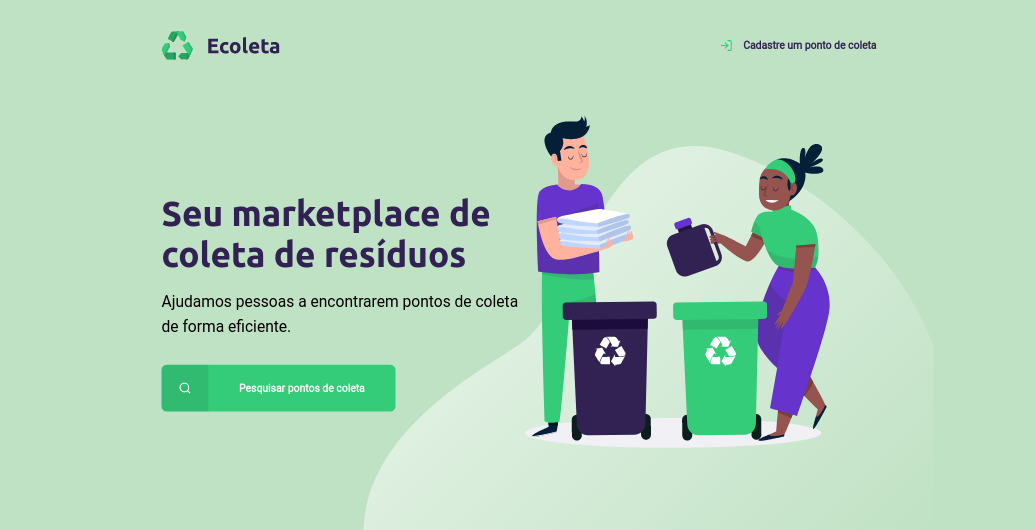 Ecoleta
Cadastre um ponto de coleta
Seu marketplace de
coleta de resíduos
Ajudamos pessoas a encontrarem pontos de coleta
de forma eficiente.
Pesquisar pontos de coleta